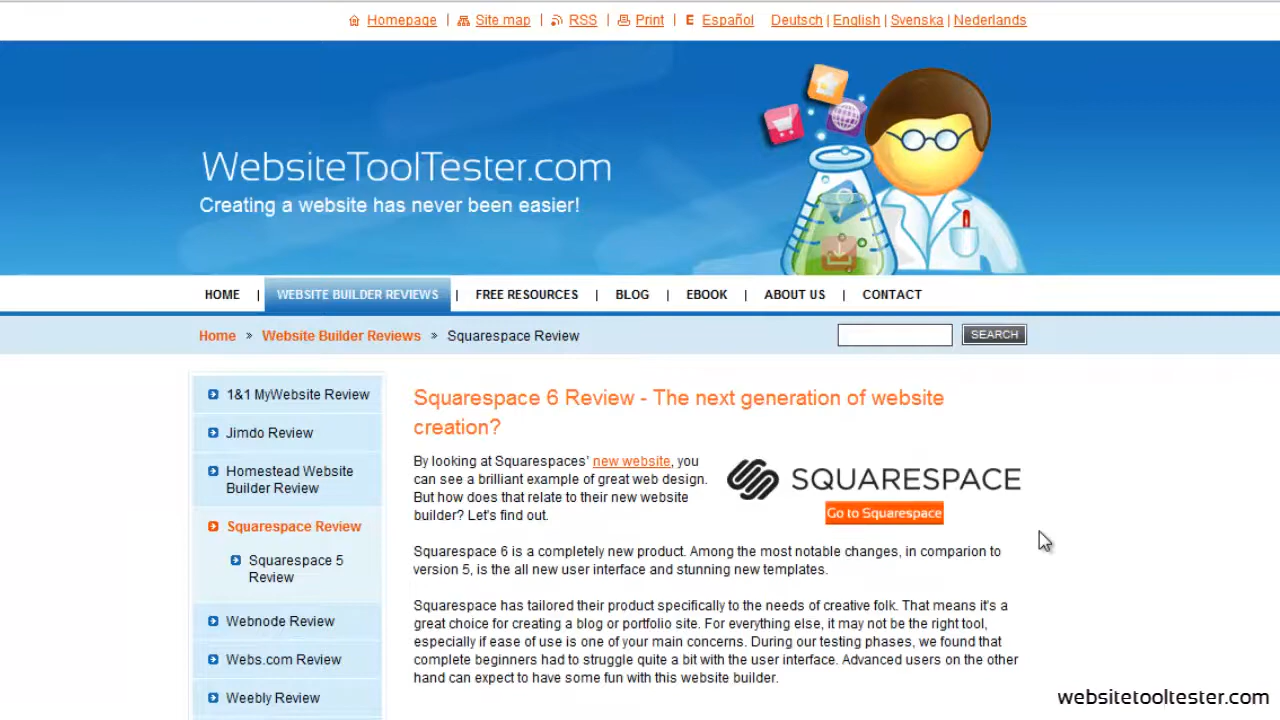 Homepage | Site map | RSS | Print | E Español Deutsch | English | Svenska | Nederlands
WebsiteToolTester.com
Creating a website has never been easier!
HOME | WEBSITE BUILDER REVIEWS | FREE RESOURCES | BLOG | EBOOK | ABOUT US | CONTACT
Home » Website Builder Reviews » Squarespace Review SEARCH
1&1 MyWebsite Review
Jimdo Review
Homestead Website
Builder Review
Squarespace Review
Squarespace 5
Review
Webnode Review
Webs.com Review
Weebly Review
Squarespace 6 Review - The next generation of website
creation?
By looking at Squarespaces' new website, you
can see a brilliant example of great web design.
But how does that relate to their new website
builder? Let's find out.
SQUARESPACE
Go to Squarespace
Squarespace 6 is a completely new product. Among the most notable changes, in comparion to
version 5, is the all new user interface and stunning new templates.
Squarespace has tailored their product specifically to the needs of creative folk. That means it's a
great choice for creating a blog or portfolio site. For everything else, it may not be the right tool,
especially if ease of use is one of your main concerns. During our testing phases, we found that
complete beginners had to struggle quite a bit with the user interface. Advanced users on the other
hand can expect to have some fun with this website builder.
websitetooltester.com